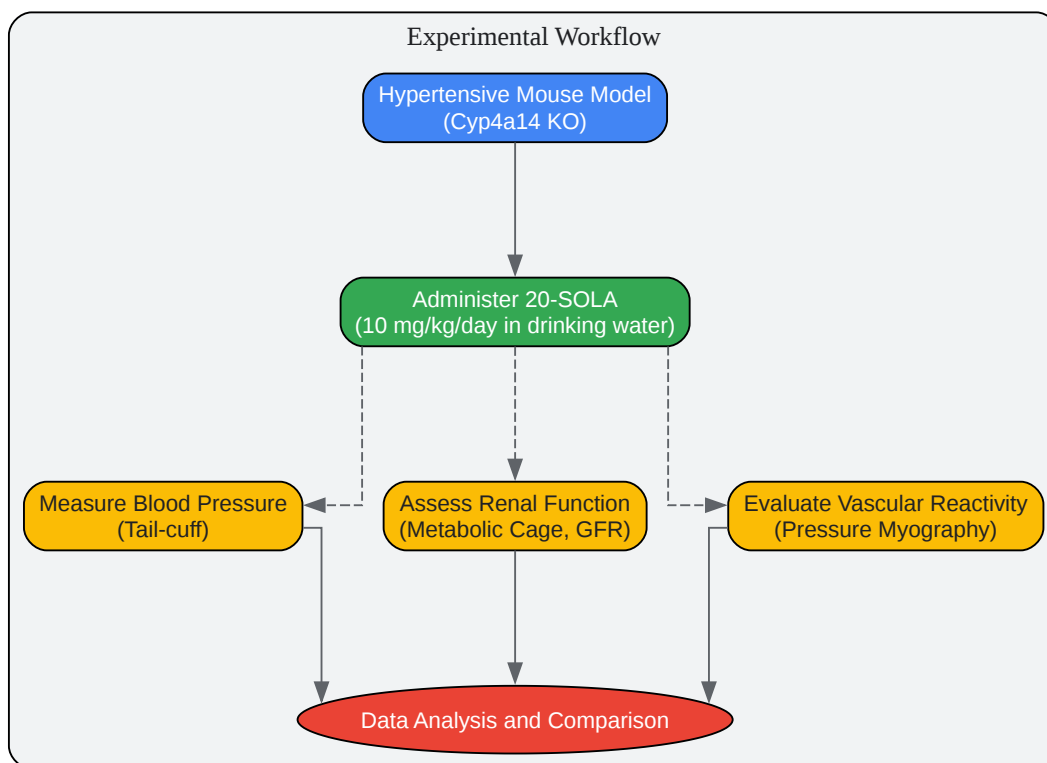 Experimental Workflow
Hypertensive Mouse Model
(Cyp4a14 KO)
Administer 20-SOLA
(10 mg/kg/day in drinking water)
Measure Blood Pressure
(Tail-cuff)
Assess Renal Function
(Metabolic Cage, GFR)
Evaluate Vascular Reactivity
(Pressure Myography)
Data Analysis and Comparison